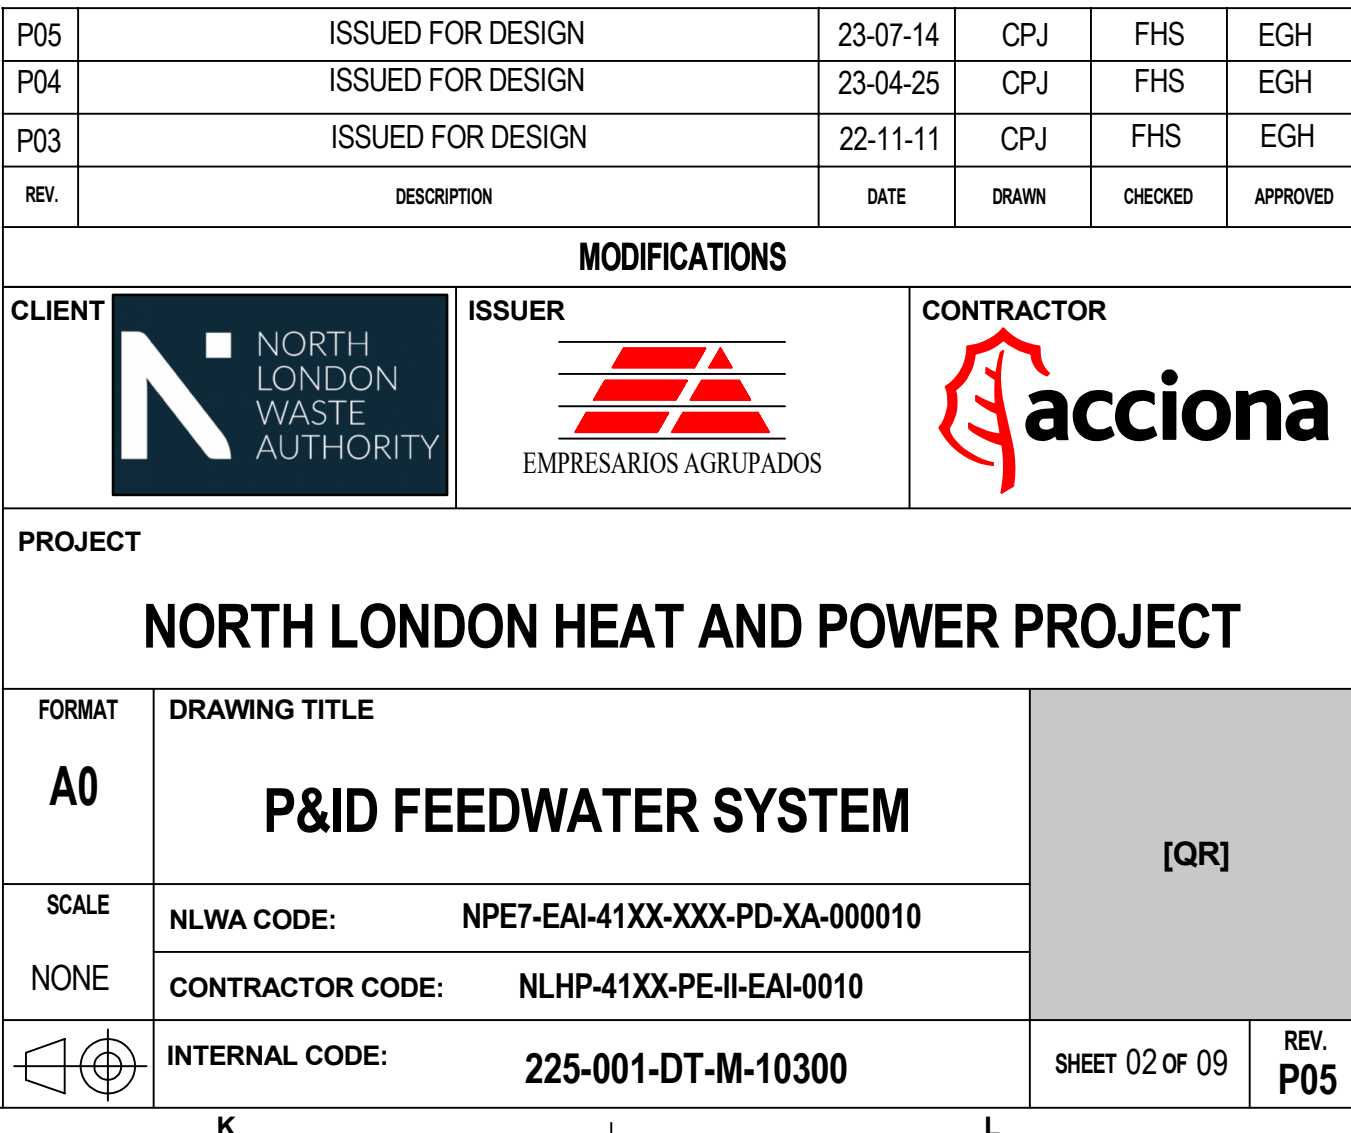 P05 ISSUED FOR DESIGN 23-07-14 CPJ FHS EGH
P04 ISSUED FOR DESIGN 23-04-25 CPJ FHS EGH
P03 ISSUED FOR DESIGN 22-11-11 CPJ FHS EGH
REV. DESCRIPTION DATE DRAWN CHECKED APPROVED
MODIFICATIONS
CLIENT
NORTH
LONDON
WASTE
AUTHORITY
ISSUER
EMPRESARIOS AGRUPADOS
CONTRACTOR
acciona
PROJECT
NORTH LONDON HEAT AND POWER PROJECT
FORMAT
A0
DRAWING TITLE
P&ID FEEDWATER SYSTEM
[QR]
SCALE
NONE
NLWA CODE: NPE7-EAI-41XX-XXX-PD-XA-000010
CONTRACTOR CODE: NLHP-41XX-PE-II-EAI-0010
INTERNAL CODE: 225-001-DT-M-10300
SHEET 02 OF 09
REV.
P05
K L